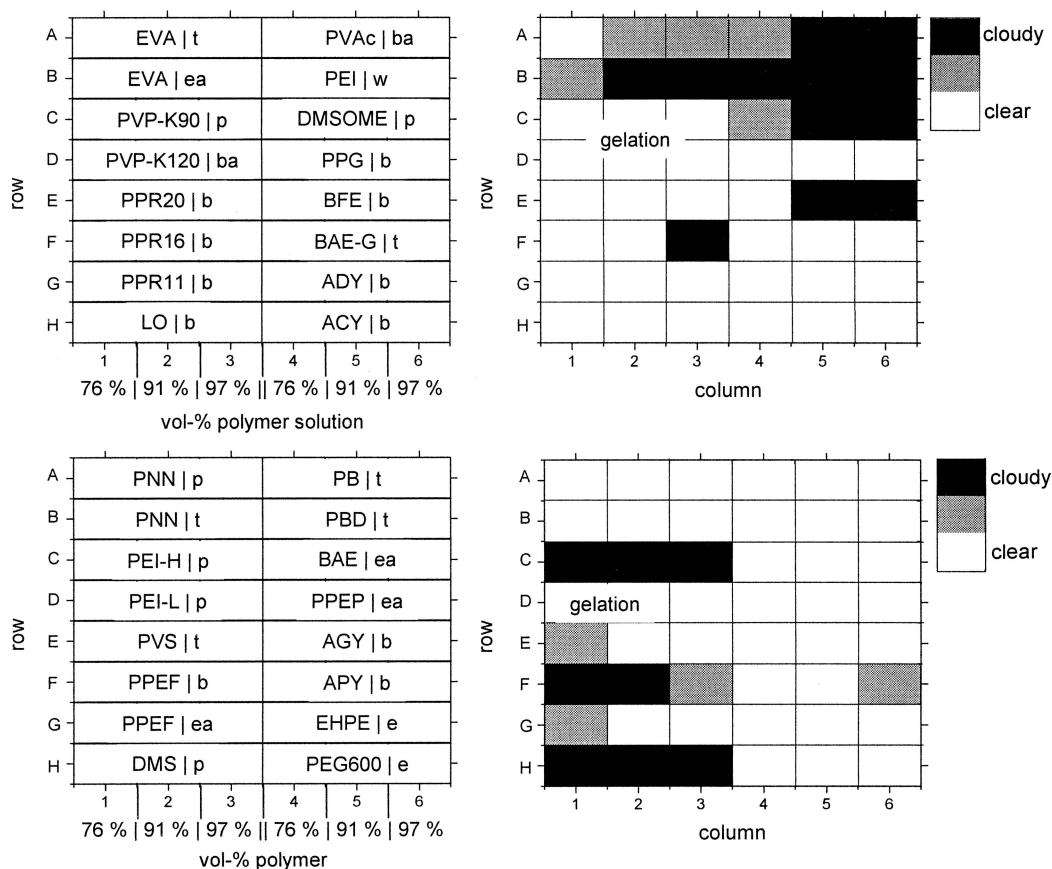 A EVA | t PVAc | ba
B EVA | ea PEI | w
C PVP-K90 | p DMSOME | p
D PVP-K120 | ba PPG | b
E PPR20 | b BFE | b
F PPR16 | b BAE-G | t
G PPR11 | b ADY | b
H LO | b ACY | b
row
1 2 3 4 5 6
76 % | 91 % | 97 % || 76 % | 91 % | 97 %
vol-% polymer solution
A
B
C
D
E
F
G
H
row
gelation
1 2 3 4 5 6
column
cloudy
clear
A PNN | p PB | t
B PNN | t PBD | t
C PEI-H | p BAE | ea
D PEI-L | p PPEP | ea
E PVS | t AGY | b
F PPEF | b APY | b
G PPEF | ea EHPE | e
H DMS | p PEG600 | e
row
1 2 3 4 5 6
76 % | 91 % | 97 % || 76 % | 91 % | 97 %
vol-% polymer
A
B
C
D
E
F
G
H
row
gelation
1 2 3 4 5 6
column
cloudy
clear